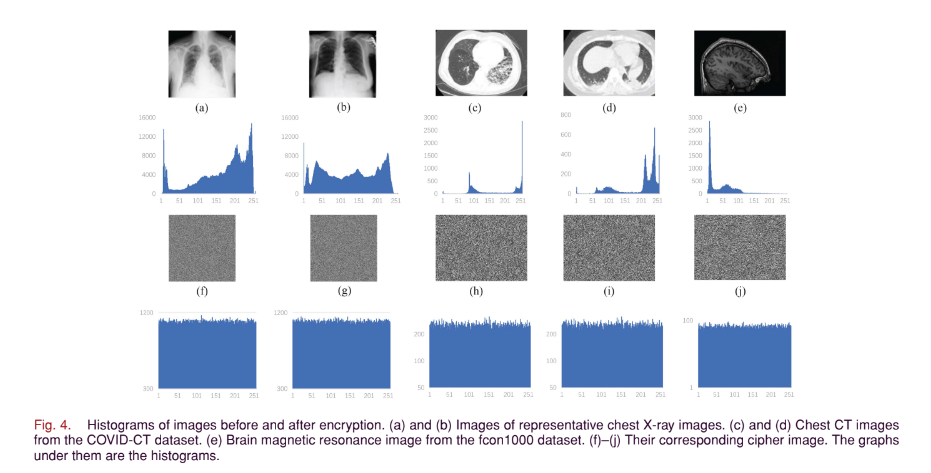 (a) (b) (c) (d) (e)
16000 12000 8000 4000 0
1 51 101 151 201 251
16000 12000 8000 4000 0
1 51 101 151 201 251
3000 2500 2000 1500 1000 500 0
1 51 101 151 201 251
800 600 400 200 0
1 51 101 151 201 251
3000 2500 2000 1500 1000 500 0
1 51 101 151 201 251
(f) (g) (h) (i) (j)
1200 300
1 51 101 151 201 251
1200 300
1 51 101 151 201 251
200 100 50
1 51 101 151 201 251
200 100 50
1 51 101 151 201 251
100 1
1 51 101 151 201 251
Fig. 4. Histograms of images before and after encryption. (a) and (b) Images of representative chest X-ray images. (c) and (d) Chest CT images
from the COVID-CT dataset. (e) Brain magnetic resonance image from the fcon1000 dataset. (f)–(j) Their corresponding cipher image. The graphs
under them are the histograms.